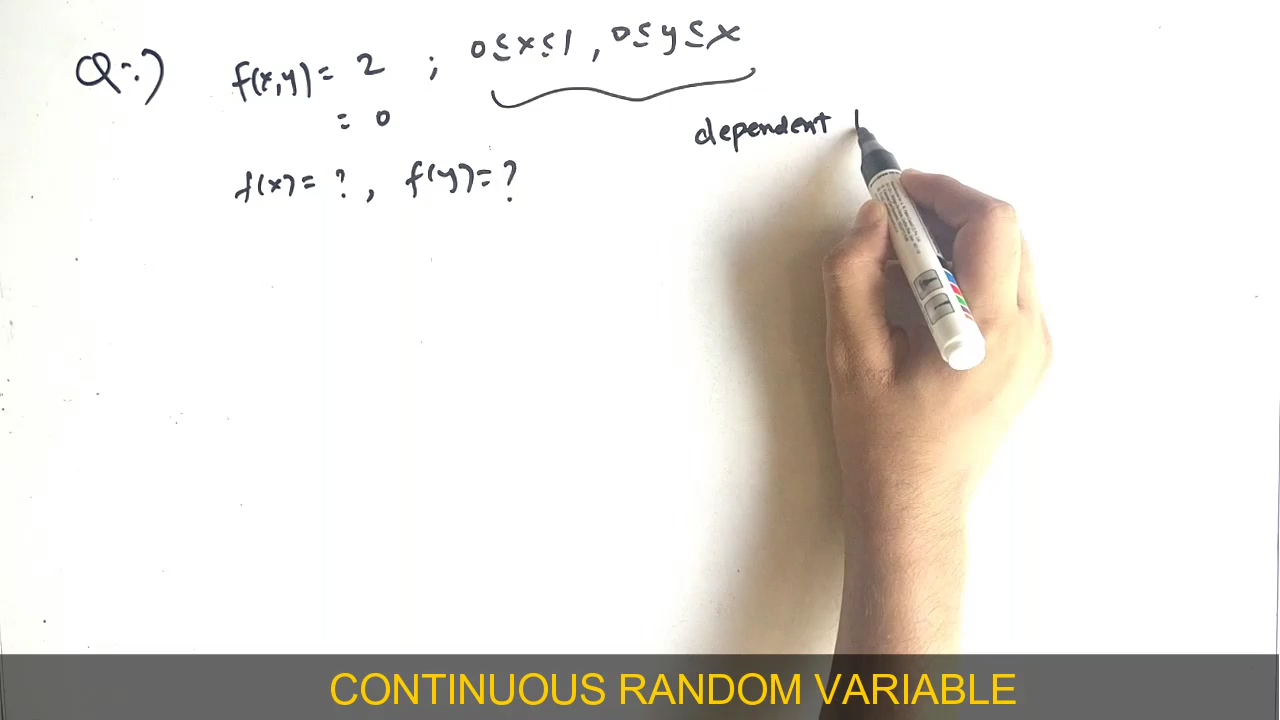 Q:-) f(x,y) = 2 ; 0≤x≤1, 0≤y≤x
= 0
dependent
f(x) = ?, f(y) = ?
CONTINUOUS RANDOM VARIABLE